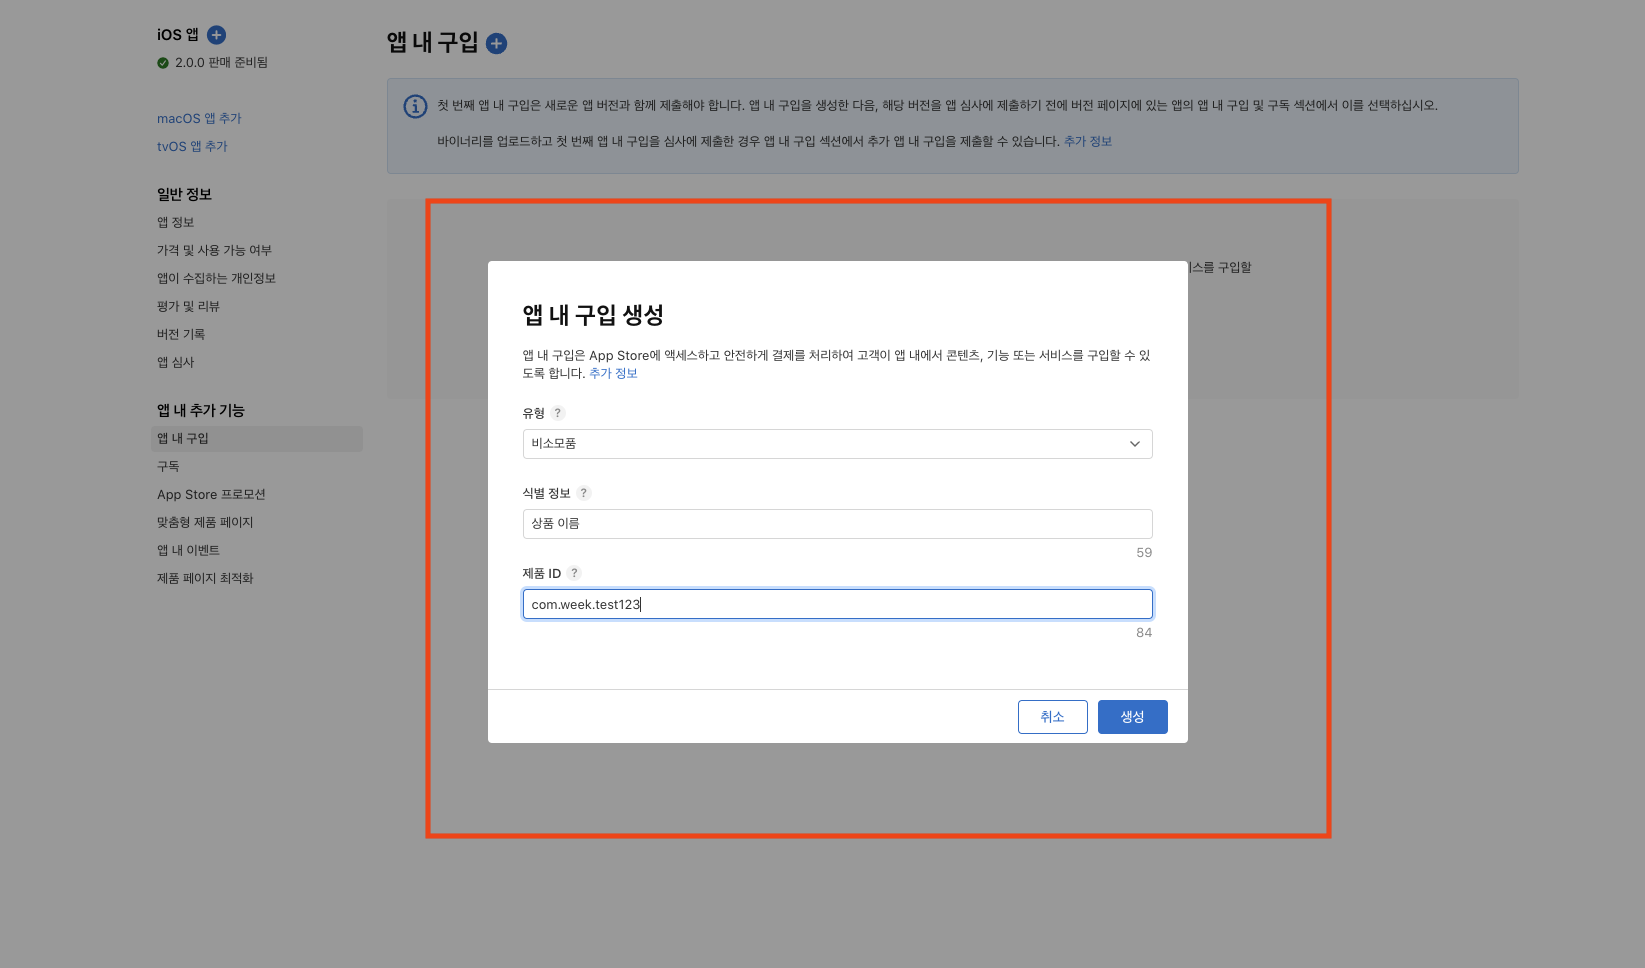 iOS 앱
2.0.0 판매 준비됨
macOS 앱 추가
tvOS 앱 추가
일반 정보
앱 정보
가격 및 사용 가능 여부
앱이 수집하는 개인정보
평가 및 리뷰
버전 기록
앱 심사
앱 내 추가 기능
앱 내 구입
구독
App Store 프로모션
맞춤형 제품 페이지
앱 내 이벤트
제품 페이지 최적화
앱 내 구입
첫 번째 앱 내 구입은 새로운 앱 버전과 함께 제출해야 합니다. 앱 내 구입을 생성한 다음, 해당 버전을 앱 심사에 제출하기 전에 버전 페이지에 있는 앱의 앱 내 구입 및 구독 섹션에서 이를 선택하십시오.
바이너리를 업로드하고 첫 번째 앱 내 구입을 심사에 제출한 경우 앱 내 구입 섹션에서 추가 앱 내 구입을 제출할 수 있습니다. 추가 정보
스를 구입할
앱 내 구입 생성
앱 내 구입은 App Store에 액세스하고 안전하게 결제를 처리하여 고객이 앱 내에서 콘텐츠, 기능 또는 서비스를 구입할 수 있
도록 합니다. 추가 정보
유형 ?
비소모품
식별 정보 ?
상품 이름
59
제품 ID ?
com.week.test123
84
취소
생성